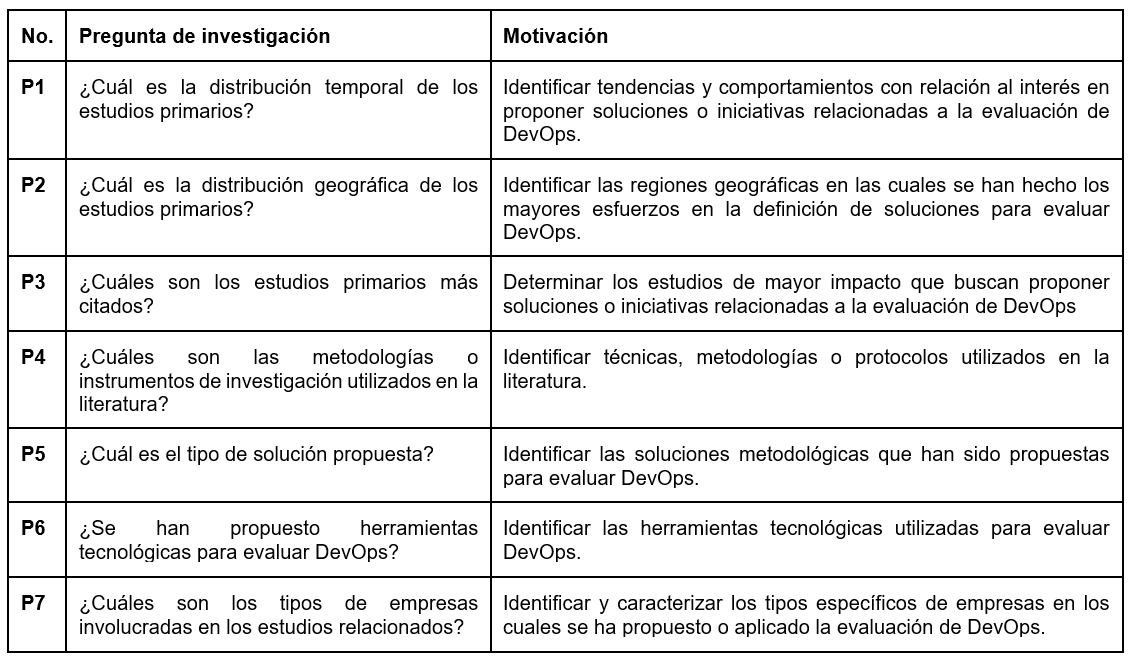 No. Pregunta de investigación Motivación
P1 ¿Cuál es la distribución temporal de los
estudios primarios?
Identificar tendencias y comportamientos con relación al interés en
proponer soluciones o iniciativas relacionadas a la evaluación de
DevOps.
P2 ¿Cuál es la distribución geográfica de los
estudios primarios?
Identificar las regiones geográficas en las cuales se han hecho los
mayores esfuerzos en la definición de soluciones para evaluar
DevOps.
P3 ¿Cuáles son los estudios primarios más
citados?
Determinar los estudios de mayor impacto que buscan proponer
soluciones o iniciativas relacionadas a la evaluación de DevOps
P4 ¿Cuáles son las metodologías o
instrumentos de investigación utilizados en la
literatura?
Identificar técnicas, metodologías o protocolos utilizados en la
literatura.
P5 ¿Cuál es el tipo de solución propuesta?
Identificar las soluciones metodológicas que han sido propuestas
para evaluar DevOps.
P6 ¿Se han propuesto herramientas
tecnológicas para evaluar DevOps?
Identificar las herramientas tecnológicas utilizadas para evaluar
DevOps.
P7 ¿Cuáles son los tipos de empresas
involucradas en los estudios relacionados?
Identificar y caracterizar los tipos específicos de empresas en los
cuales se ha propuesto o aplicado la evaluación de DevOps.